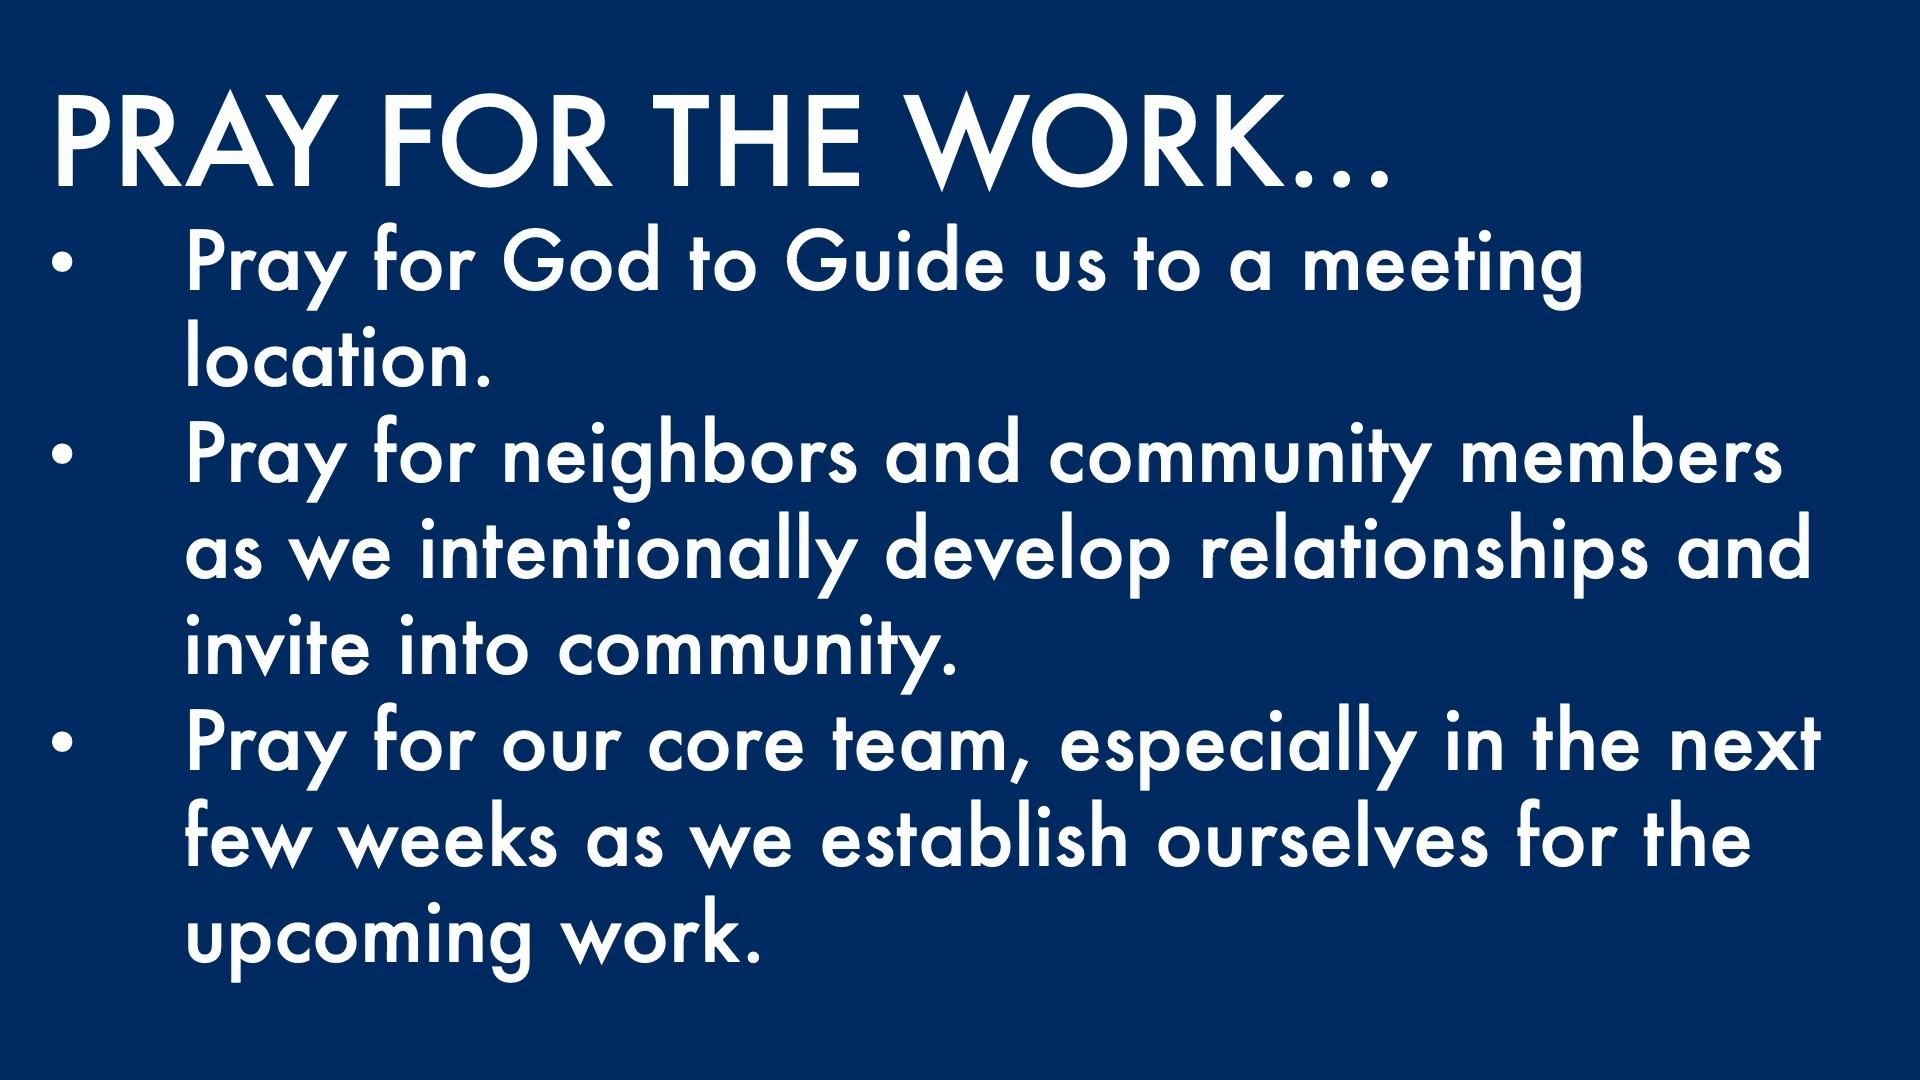 PRAY FOR THE WORK...
• Pray for God to Guide us to a meeting
location.
• Pray for neighbors and community members
as we intentionally develop relationships and
invite into community.
• Pray for our core team, especially in the next
few weeks as we establish ourselves for the
upcoming work.